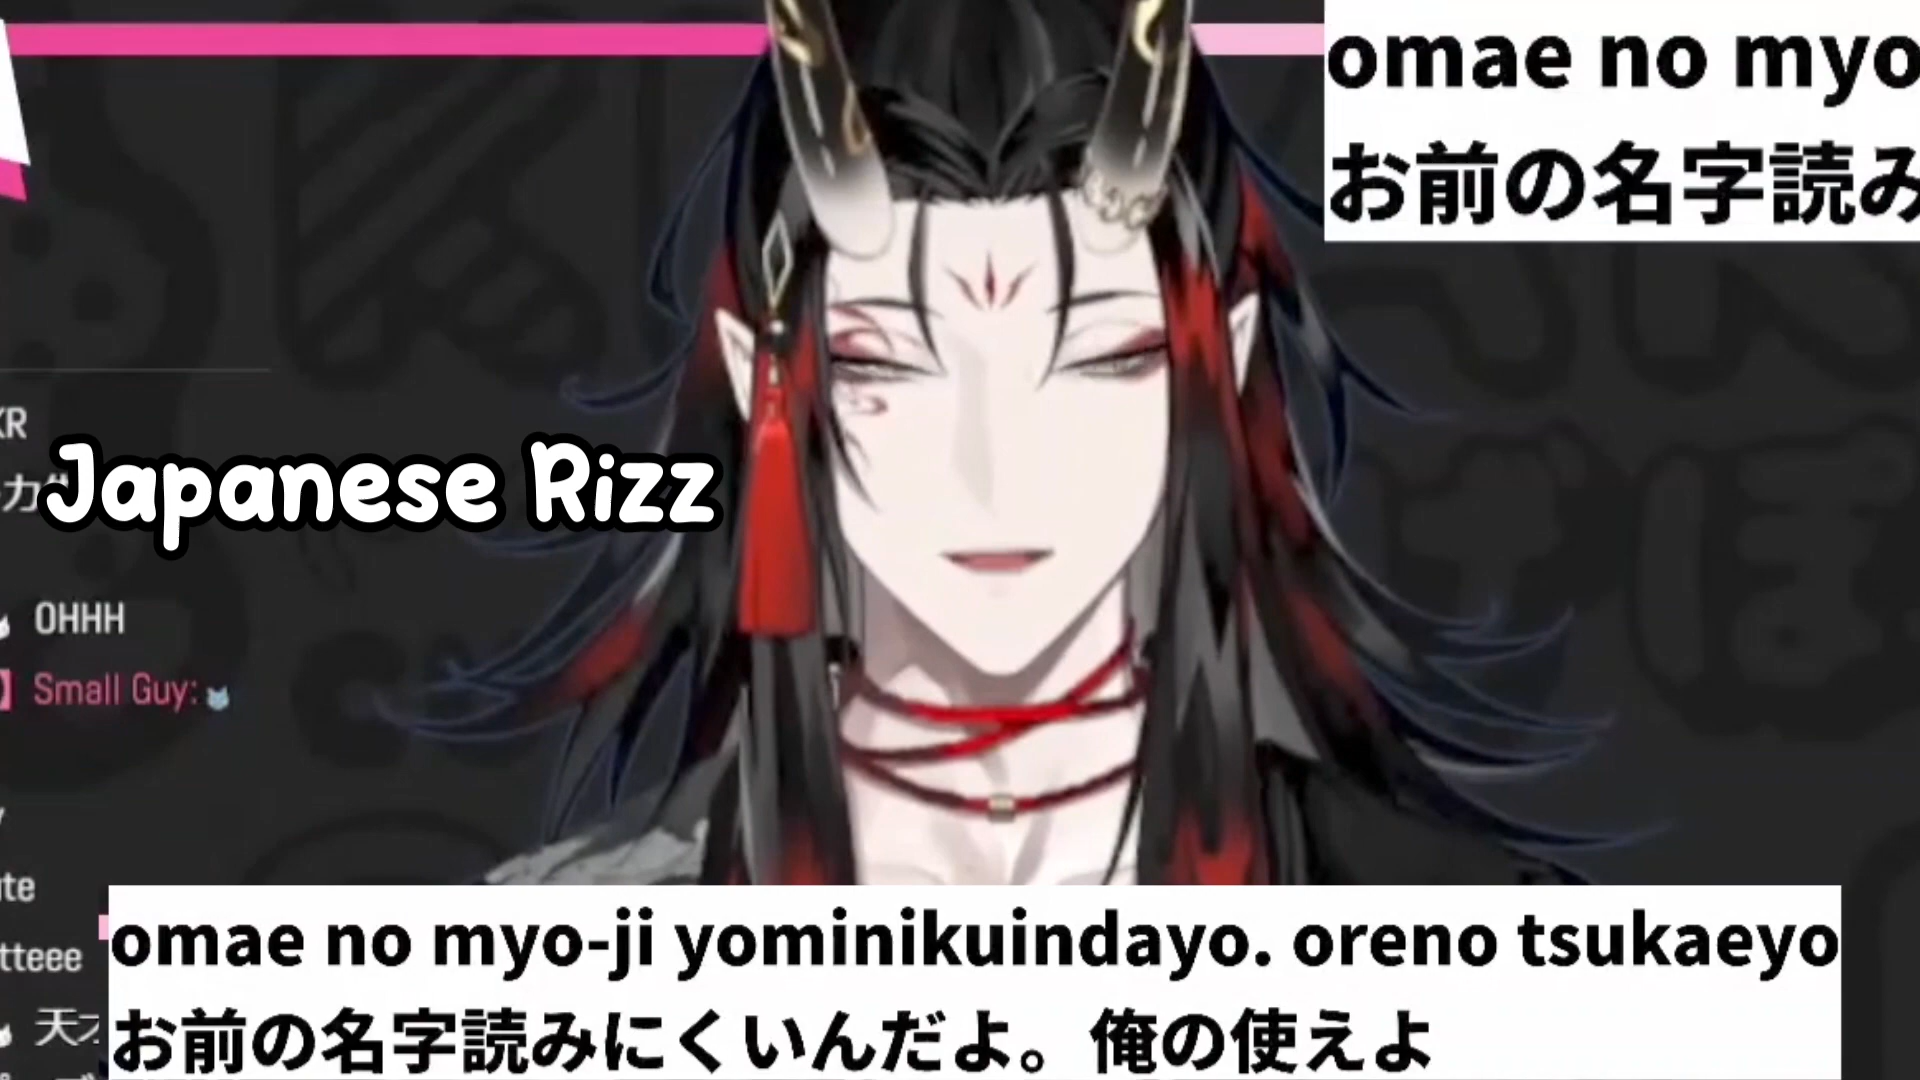 omae no myo
お前の名字読み
Japanese Rizz
OHHH
Small Guy:
omae no myo-ji yominikuindayo. oreno tsukaeyo
お前の名字読みにくいんだよ。俺の使えよ